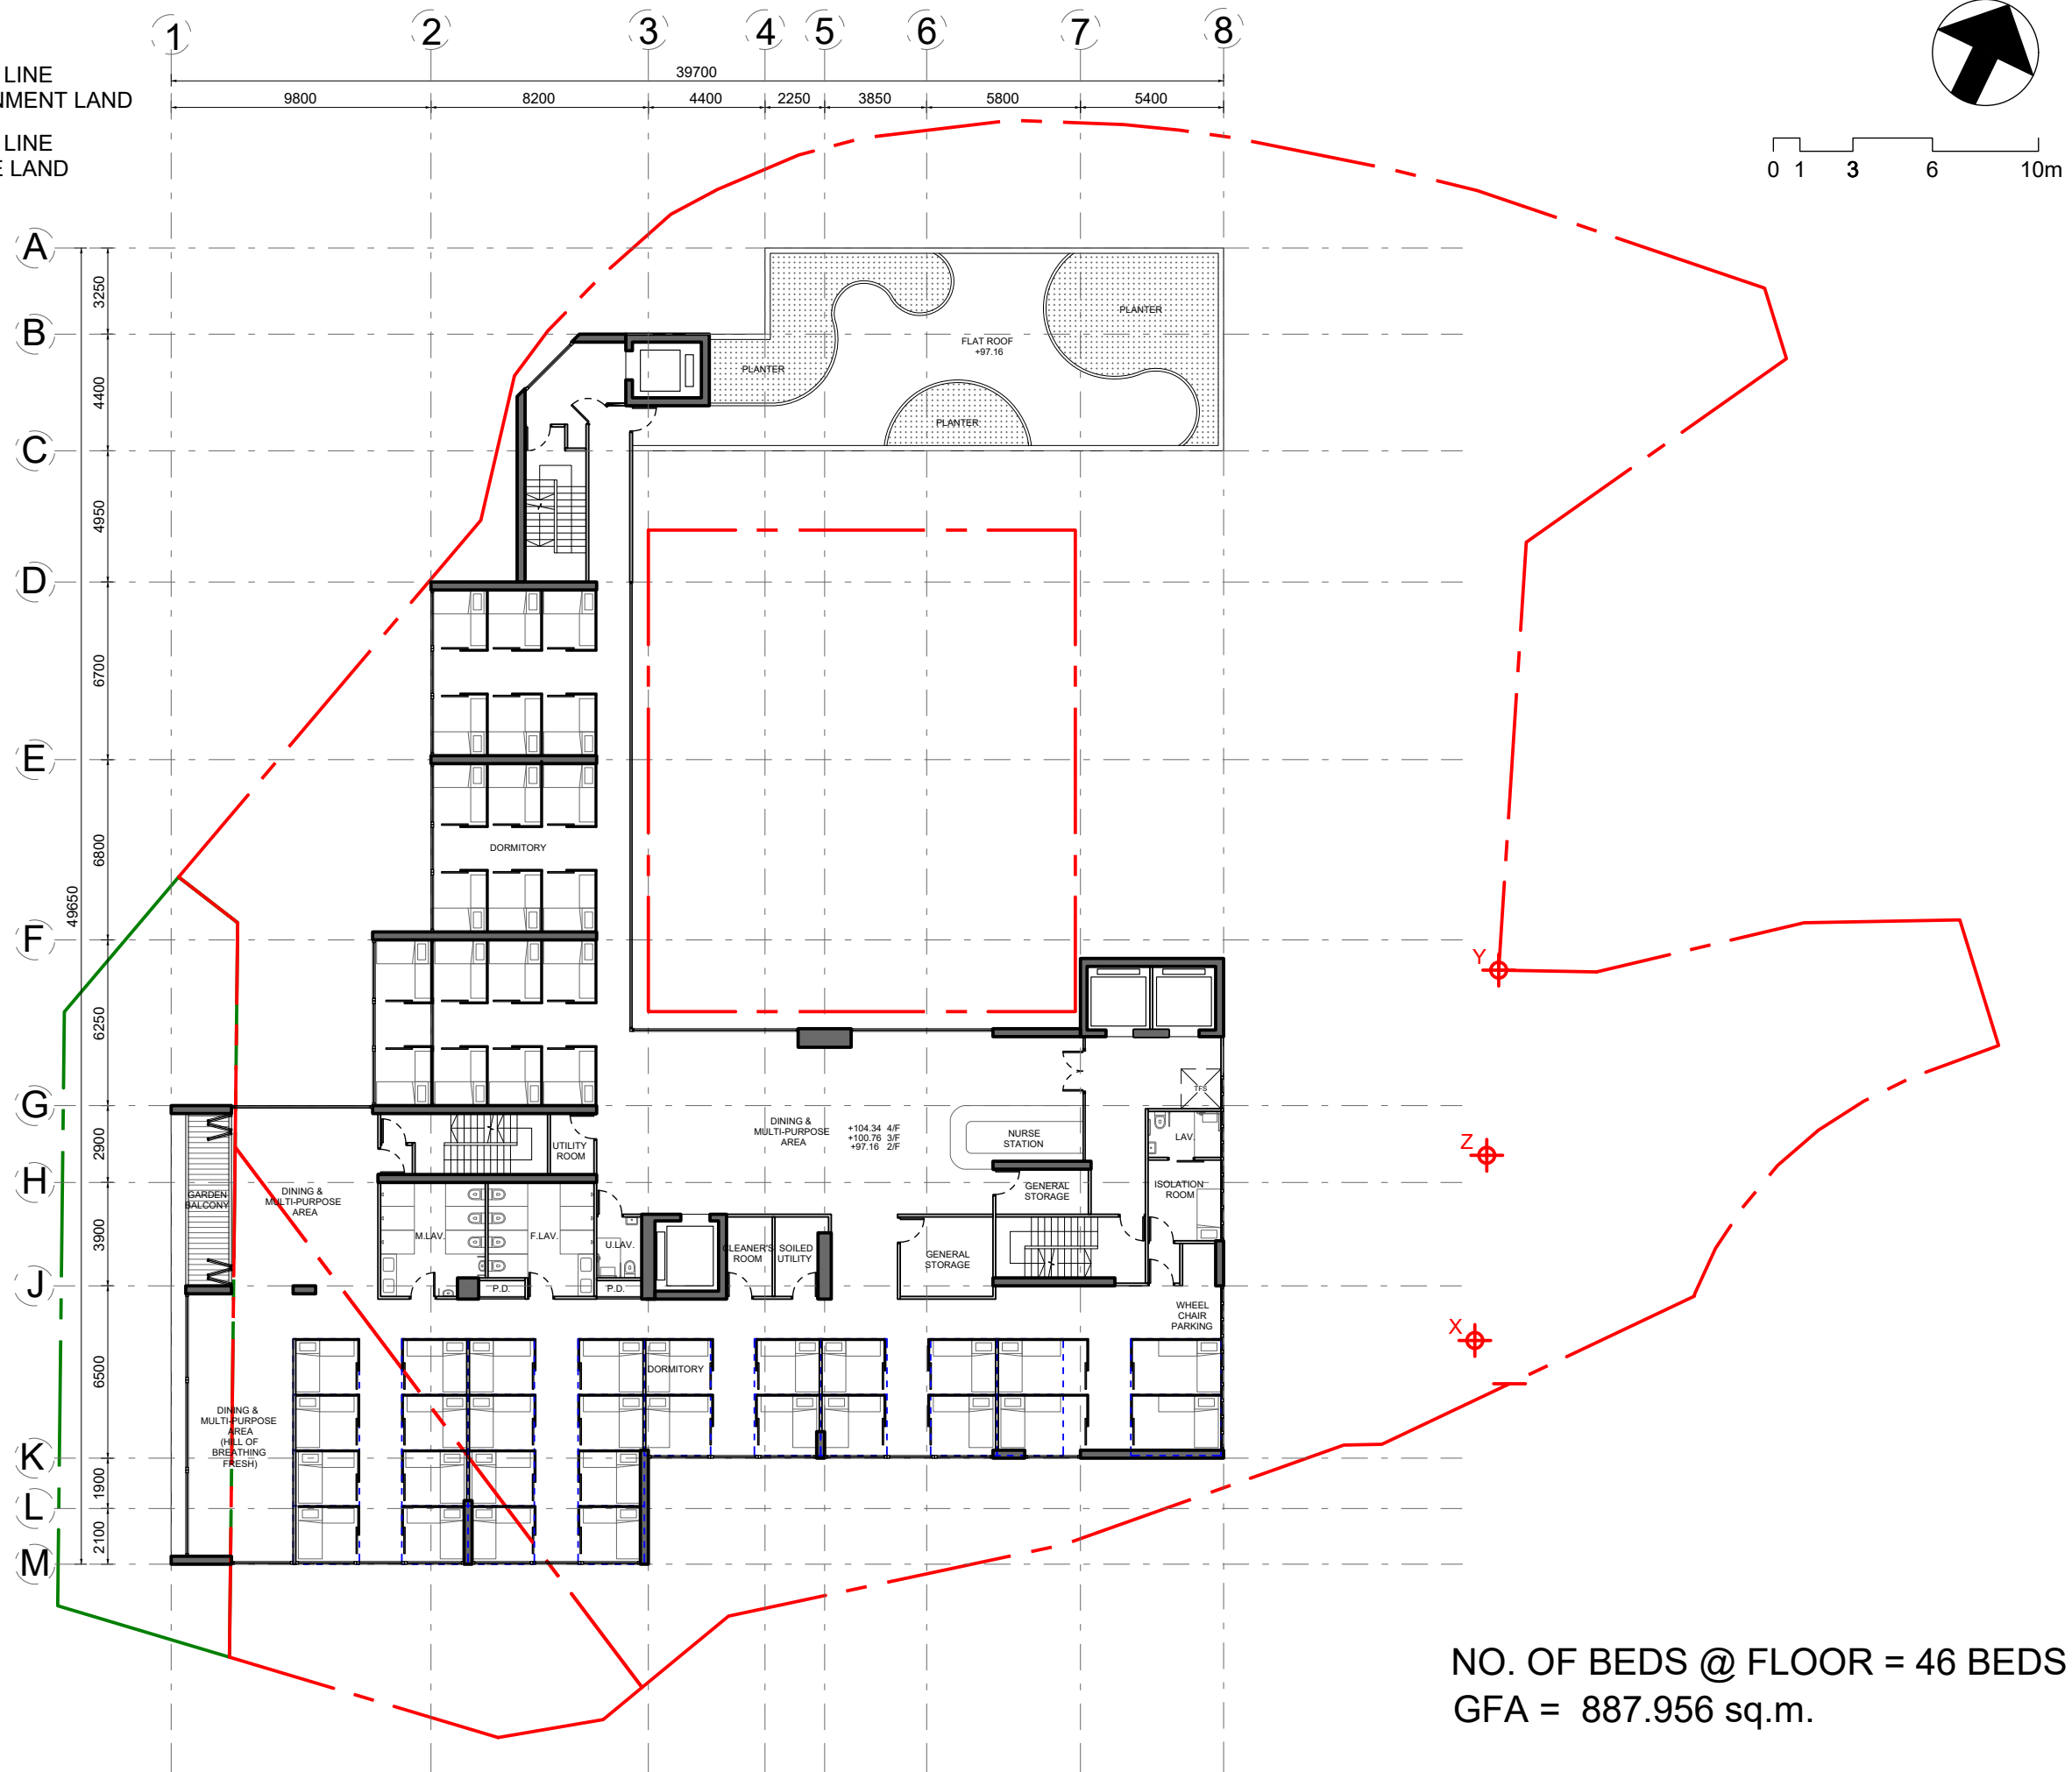 1
2
3
4
5
6
7
8
LINE
NMENT LAND
LINE
E LAND
39700
9800
8200
4400
2250
3850
5800
5400
0 1 3 6 10m
A
B
C
D
E
F
G
H
J
K
L
M
3250
4400
4950
6700
6800
6250
2900
3900
6500
1900
2100
49650
PLANTER
FLAT ROOF
+97.16
PLANTER
PLANTER
DORMITORY
Y
Z
X
TFS
DINING &
MULTI-PURPOSE
AREA
+104.34 4/F
+100.76 3/F
+97.16 2/F
NURSE
STATION
LAV.
UTILITY
ROOM
GARDEN
BALCONY
DINING &
MULTI-PURPOSE
AREA
GENERAL
STORAGE
ISOLATION
ROOM
M.LAV.
F.LAV.
U.LAV.
CLEANER'S
ROOM
SOILED
UTILITY
GENERAL
STORAGE
P.D.
P.D.
WHEEL
CHAIR
PARKING
DORMITORY
DINING &
MULTI-PURPOSE
AREA
(HILL OF
BREATHING
FRESH)
NO. OF BEDS @ FLOOR = 46 BEDS
GFA = 887.956 sq.m.